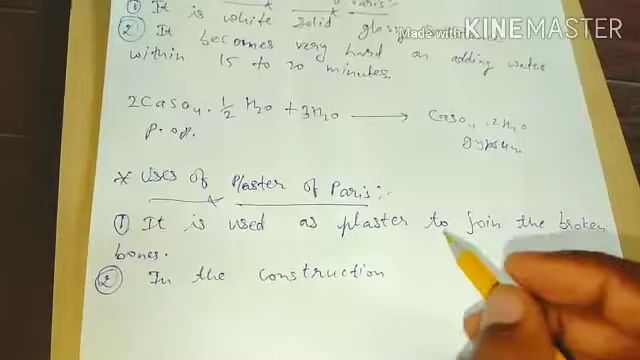 ① It is white solid
② It becomes very hard on adding water
within 15 to 20 minutes.
2CaSO4 . 1/2 H2O + 3H2O ⟶ CaSO4 . 2H2O
P.O.P. gypsum
* Uses of Plaster of Paris:-
① It is used as plaster to join the broken
bones.
② In the construction
Made with KINEMASTER